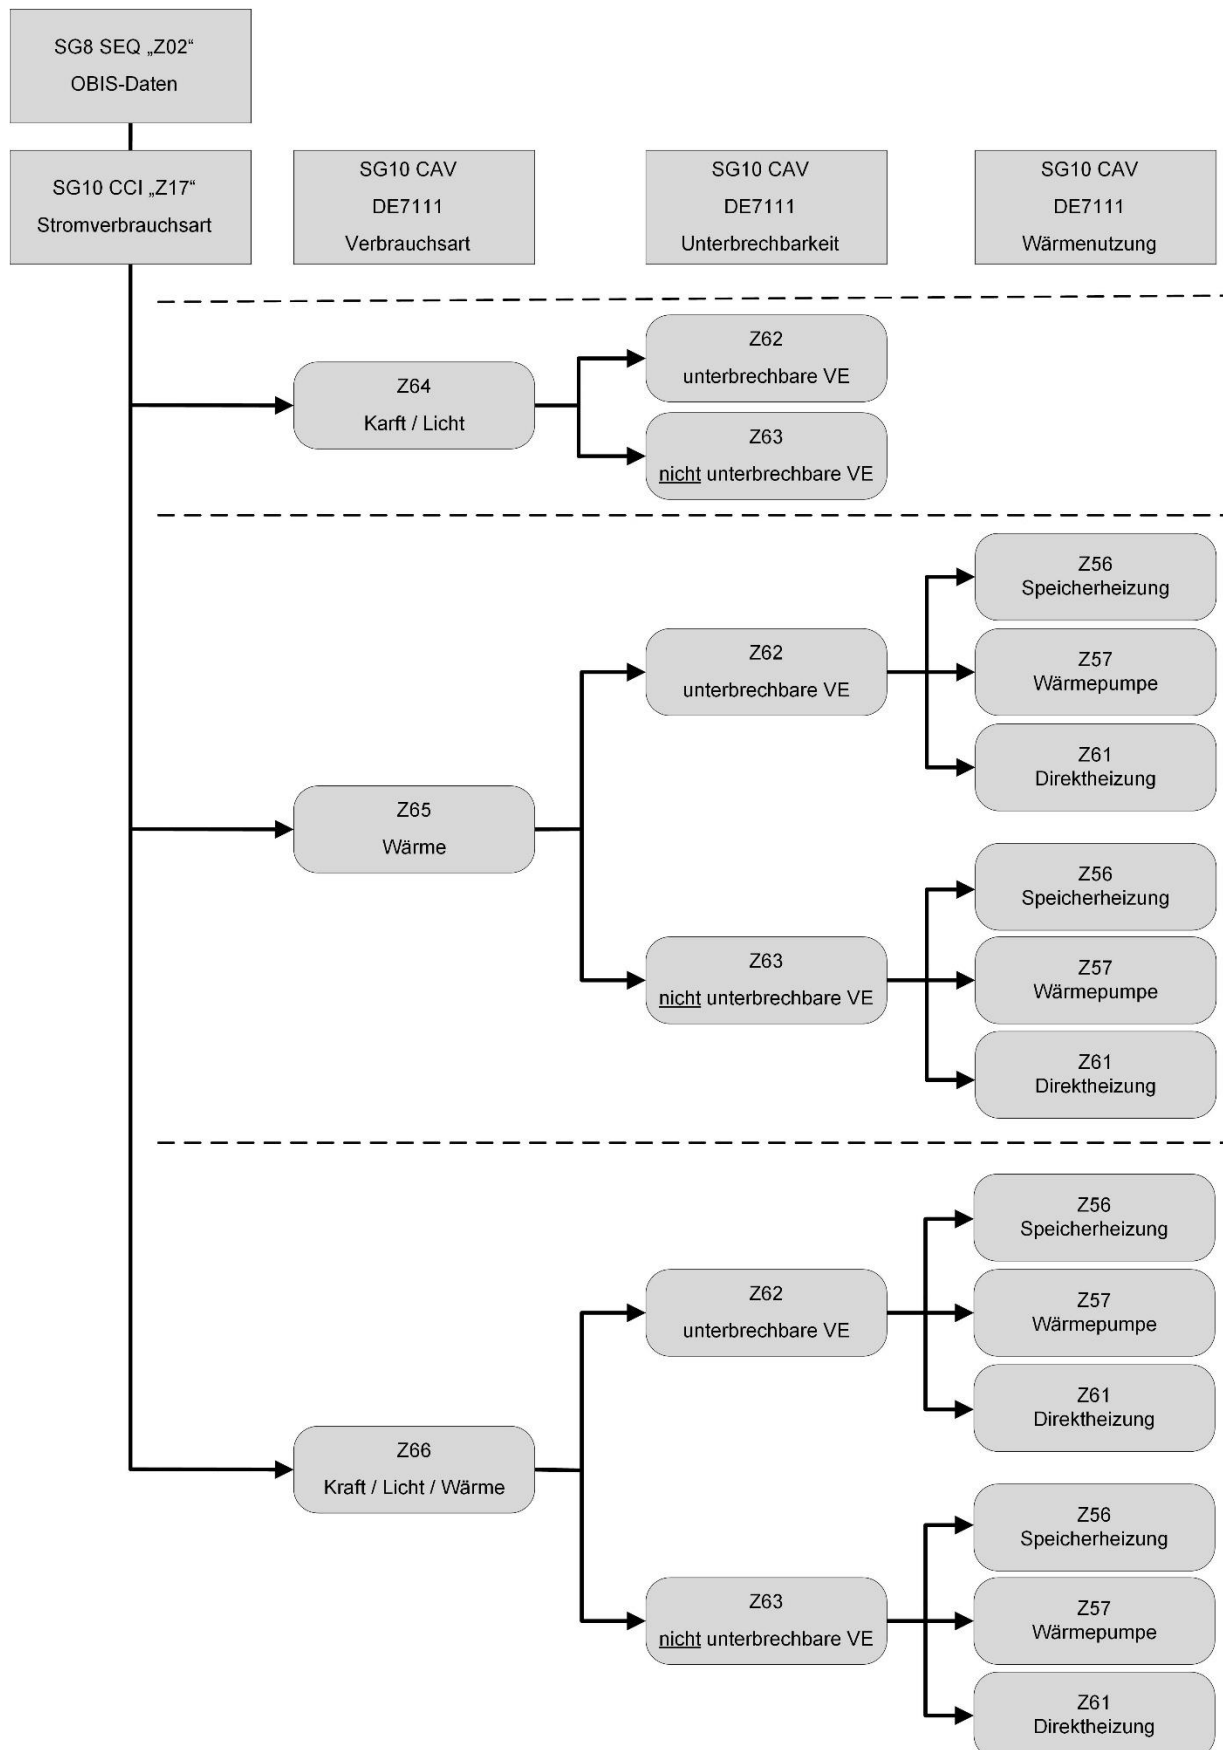 SG8 SEQ „Z02“
OBIS-Daten
SG10 CCI „Z17“
Stromverbrauchsart
SG10 CAV
DE7111
Verbrauchsart
SG10 CAV
DE7111
Unterbrechbarkeit
SG10 CAV
DE7111
Wärmenutzung
Z64
Karft / Licht
Z62
unterbrechbare VE
Z63
nicht unterbrechbare VE
Z65
Wärme
Z62
unterbrechbare VE
Z56
Speicherheizung
Z57
Wärmepumpe
Z61
Direktheizung
Z63
nicht unterbrechbare VE
Z56
Speicherheizung
Z57
Wärmepumpe
Z61
Direktheizung
Z66
Kraft / Licht / Wärme
Z62
unterbrechbare VE
Z56
Speicherheizung
Z57
Wärmepumpe
Z61
Direktheizung
Z63
nicht unterbrechbare VE
Z56
Speicherheizung
Z57
Wärmepumpe
Z61
Direktheizung